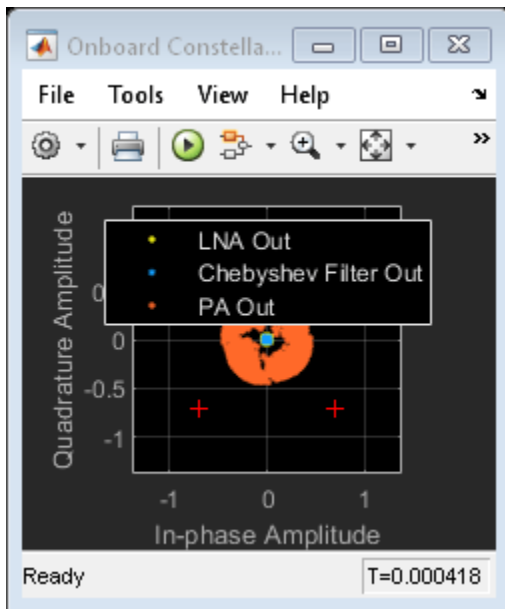 Onboard Constella...
File Tools View Help
LNA Out
Chebyshev Filter Out
PA Out
Quadrature Amplitude
0
0
-0.5
-1
-1 0 1
In-phase Amplitude
Ready T=0.000418